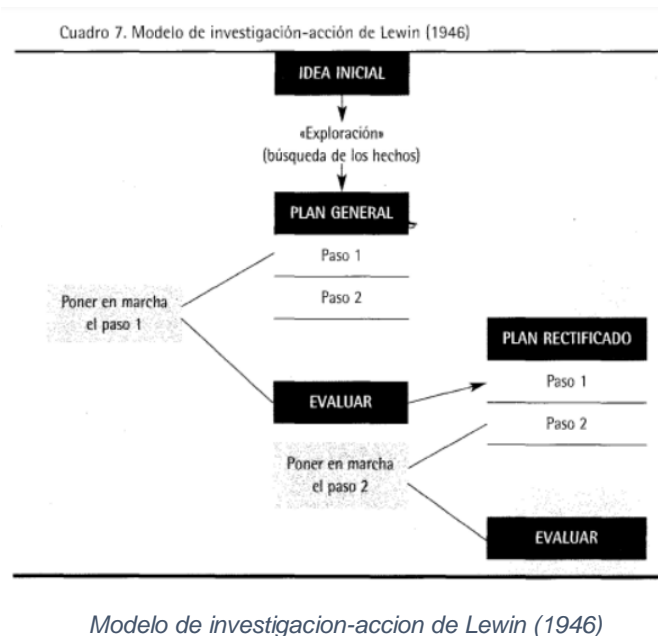 Cuadro 7. Modelo de investigación-acción de Lewin (1946)
IDEA INICIAL
«Exploración»
(búsqueda de los hechos)
PLAN GENERAL
Paso 1
Paso 2
Poner en marcha
el paso 1
EVALUAR
PLAN RECTIFICADO
Paso 1
Paso 2
Poner en marcha
el paso 2
EVALUAR
Modelo de investigacion-accion de Lewin (1946)